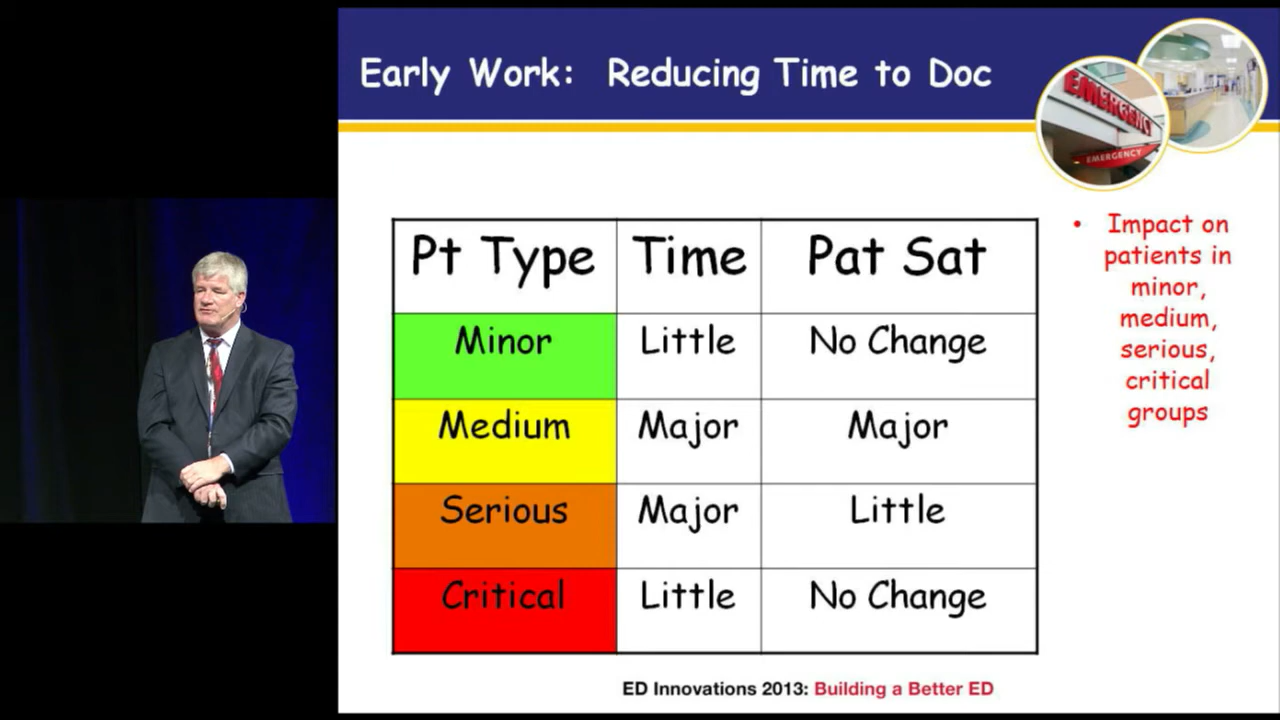 Early Work: Reducing Time to Doc
EMERGENCY
EMERGENCY
Pt Type Time Pat Sat
Minor Little No Change
Medium Major Major
Serious Major Little
Critical Little No Change
• Impact on
patients in
minor,
medium,
serious,
critical
groups
ED Innovations 2013: Building a Better ED